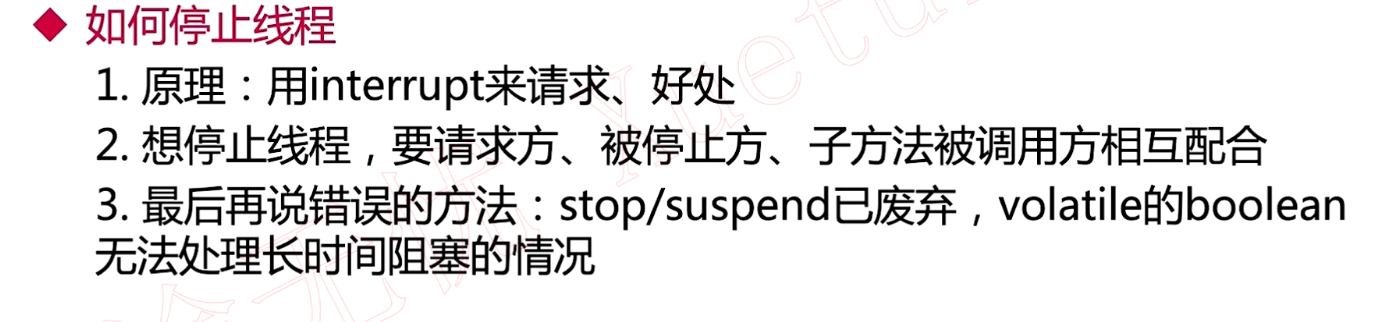 ◆ 如何停止线程
1. 原理：用interrupt来请求、好处
2. 想停止线程，要请求方、被停止方、子方法被调用方相互配合
3. 最后再说错误的方法：stop/suspend已废弃，volatile的boolean
无法处理长时间阻塞的情况